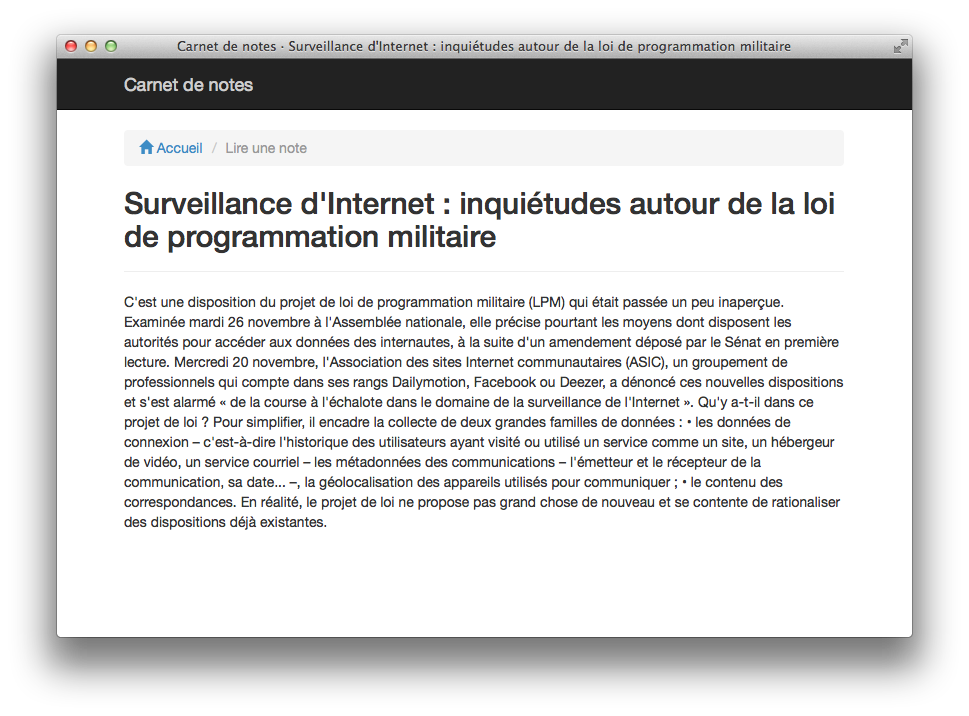 Carnet de notes · Surveillance d'Internet : inquiétudes autour de la loi de programmation militaire
Carnet de notes
Accueil / Lire une note
Surveillance d'Internet : inquiétudes autour de la loi
de programmation militaire
C'est une disposition du projet de loi de programmation militaire (LPM) qui était passée un peu inaperçue.
Examinée mardi 26 novembre à l'Assemblée nationale, elle précise pourtant les moyens dont disposent les
autorités pour accéder aux données des internautes, à la suite d'un amendement déposé par le Sénat en première
lecture. Mercredi 20 novembre, l'Association des sites Internet communautaires (ASIC), un groupement de
professionnels qui compte dans ses rangs Dailymotion, Facebook ou Deezer, a dénoncé ces nouvelles dispositions
et s'est alarmé « de la course à l'échalote dans le domaine de la surveillance de l'Internet ». Qu'y a-t-il dans ce
projet de loi ? Pour simplifier, il encadre la collecte de deux grandes familles de données : • les données de
connexion – c'est-à-dire l'historique des utilisateurs ayant visité ou utilisé un service comme un site, un hébergeur
de vidéo, un service courriel – les métadonnées des communications – l'émetteur et le récepteur de la
communication, sa date... –, la géolocalisation des appareils utilisés pour communiquer ; • le contenu des
correspondances. En réalité, le projet de loi ne propose pas grand chose de nouveau et se contente de rationaliser
des dispositions déjà existantes.